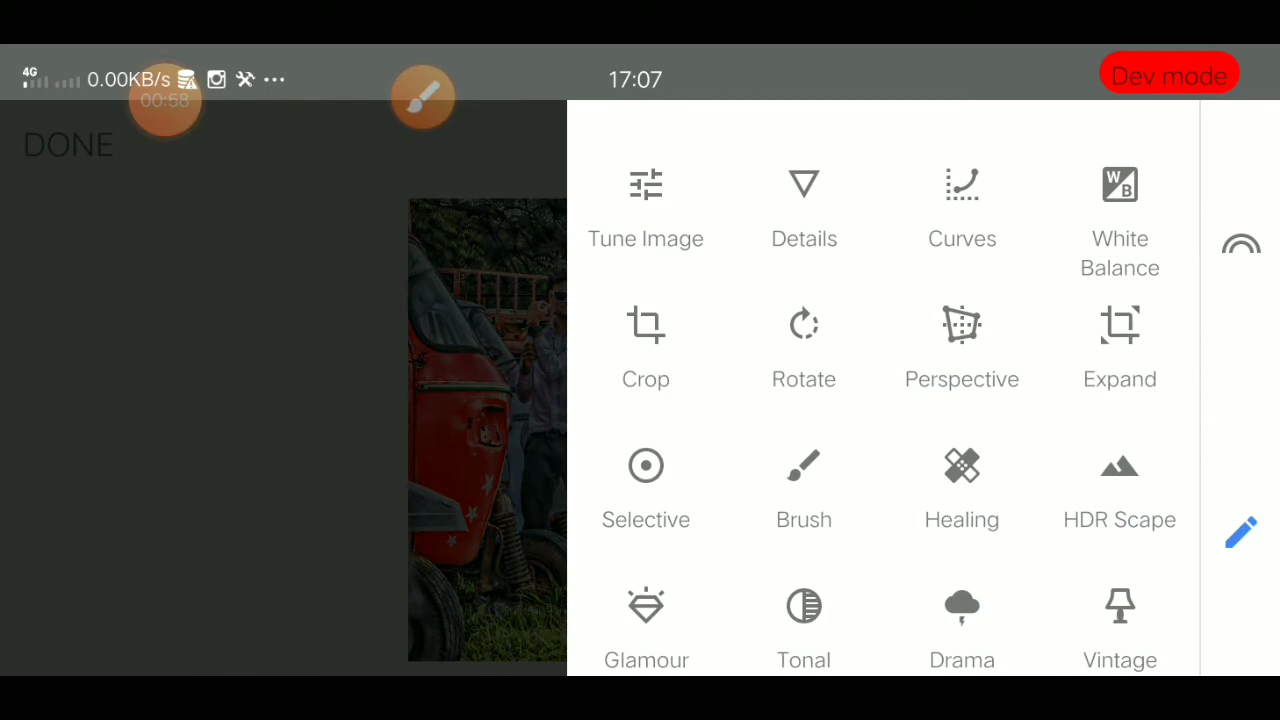 4G 0.00KB/s 17:07 Dev mode
00:58
DONE
Tune Image Details Curves White Balance
Crop Rotate Perspective Expand
Selective Brush Healing HDR Scape
Glamour Tonal Drama Vintage